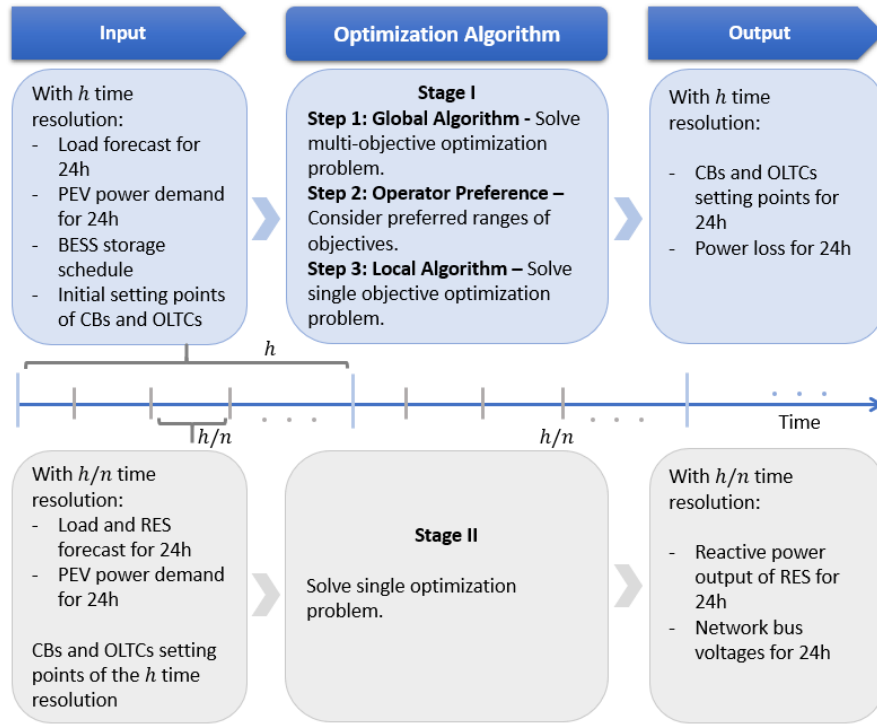 Input
Optimization Algorithm
Output
With h time
resolution:
- Load forecast for
24h
- PEV power demand
for 24h
- BESS storage
schedule
- Initial setting points
of CBs and OLTCs
Stage I
Step 1: Global Algorithm - Solve
multi-objective optimization
problem.
Step 2: Operator Preference –
Consider preferred ranges of
objectives.
Step 3: Local Algorithm – Solve
single objective optimization
problem.
With h time
resolution:
- CBs and OLTCs
setting points for
24h
- Power loss for 24h
h
. . .
h/n
. . .
h/n
. . .
Time
With h/n time
resolution:
- Load and RES
forecast for 24h
- PEV power demand
for 24h
CBs and OLTCs setting
points of the h time
resolution
Stage II
Solve single optimization
problem.
With h/n time
resolution:
- Reactive power
output of RES for
24h
- Network bus
voltages for 24h